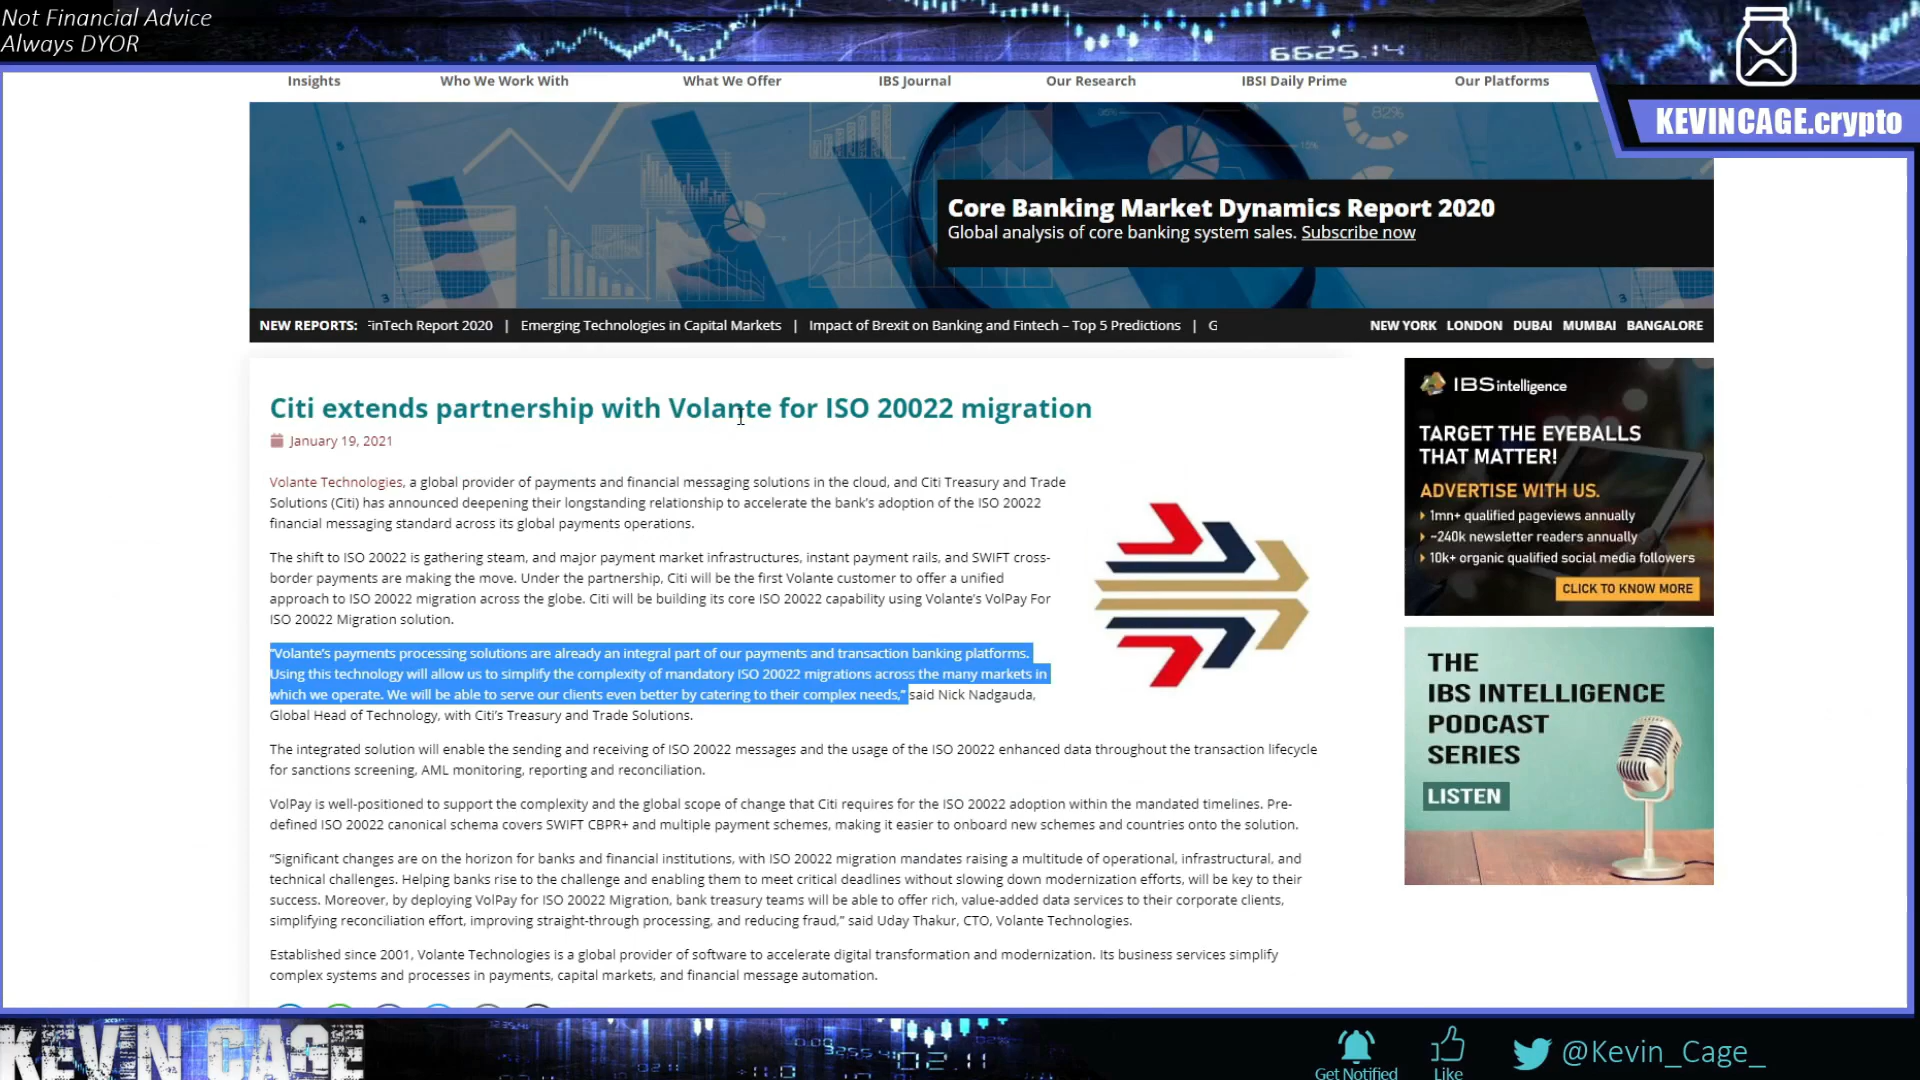 Not Financial Advice
Always DYOR
6625.14
KEVINCAGE.crypto
Insights Who We Work With What We Offer IBS Journal Our Research IBSI Daily Prime Our Platforms
82%
Core Banking Market Dynamics Report 2020
Global analysis of core banking system sales. Subscribe now
NEW REPORTS: FinTech Report 2020 | Emerging Technologies in Capital Markets | Impact of Brexit on Banking and Fintech – Top 5 Predictions | G
NEW YORK LONDON DUBAI MUMBAI BANGALORE
Citi extends partnership with Volante for ISO 20022 migration
January 19, 2021
Volante Technologies, a global provider of payments and financial messaging solutions in the cloud, and Citi Treasury and Trade
Solutions (Citi) has announced deepening their longstanding relationship to accelerate the bank's adoption of the ISO 20022
financial messaging standard across its global payments operations.
The shift to ISO 20022 is gathering steam, and major payment market infrastructures, instant payment rails, and SWIFT cross-
border payments are making the move. Under the partnership, Citi will be the first Volante customer to offer a unified
approach to ISO 20022 migration across the globe. Citi will be building its core ISO 20022 capability using Volante's VolPay For
ISO 20022 Migration solution.
“Volante's payments processing solutions are already an integral part of our payments and transaction banking platforms.
Using this technology will allow us to simplify the complexity of mandatory ISO 20022 migrations across the many markets in
which we operate. We will be able to serve our clients even better by catering to their complex needs,” said Nick Nadgauda,
Global Head of Technology, with Citi's Treasury and Trade Solutions.
The integrated solution will enable the sending and receiving of ISO 20022 messages and the usage of the ISO 20022 enhanced data throughout the transaction lifecycle
for sanctions screening, AML monitoring, reporting and reconciliation.
VolPay is well-positioned to support the complexity and the global scope of change that Citi requires for the ISO 20022 adoption within the mandated timelines. Pre-
defined ISO 20022 canonical schema covers SWIFT CBPR+ and multiple payment schemes, making it easier to onboard new schemes and countries onto the solution.
“Significant changes are on the horizon for banks and financial institutions, with ISO 20022 migration mandates raising a multitude of operational, infrastructural, and
technical challenges. Helping banks rise to the challenge and enabling them to meet critical deadlines without slowing down modernization efforts, will be key to their
success. Moreover, by deploying VolPay for ISO 20022 Migration, bank treasury teams will be able to offer rich, value-added data services to their corporate clients,
simplifying reconciliation effort, improving straight-through processing, and reducing fraud,” said Uday Thakur, CTO, Volante Technologies.
Established since 2001, Volante Technologies is a global provider of software to accelerate digital transformation and modernization. Its business services simplify
complex systems and processes in payments, capital markets, and financial message automation.
IBSintelligence
TARGET THE EYEBALLS
THAT MATTER!
ADVERTISE WITH US.
1mn+ qualified pageviews annually
~240k newsletter readers annually
10k+ organic qualified social media followers
CLICK TO KNOW MORE
THE
IBS INTELLIGENCE
PODCAST
SERIES
LISTEN
KEVIN CAGE
02.11
Get Notified
Like
@Kevin_Cage_